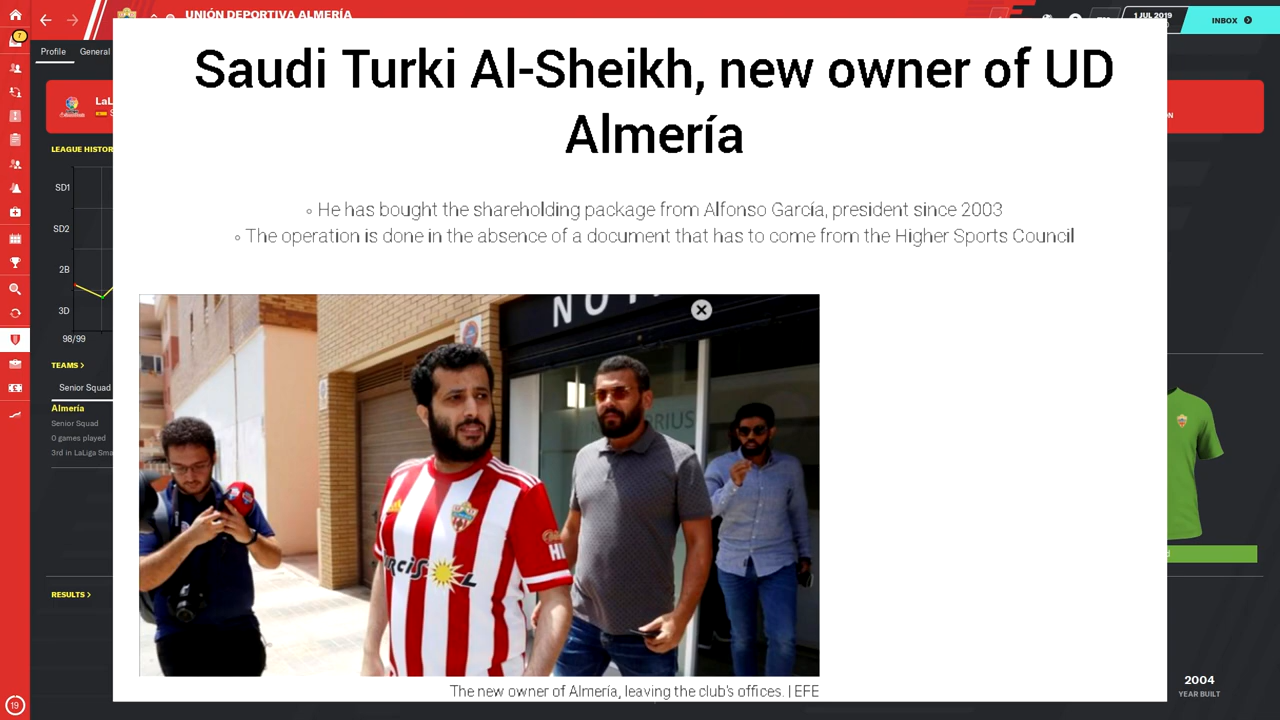 UNIÓN DEPORTIVA ALMERÍA
1 JUL 2019
INBOX
7
Profile
General
LaL
LEAGUE HISTOR
SD1
SD2
2B
3D
98/99
TEAMS
Senior Squad
Almería
Senior Squad
0 games played
3rd in LaLiga Sma
RESULTS
19
Saudi Turki Al-Sheikh, new owner of UD
Almería
He has bought the shareholding package from Alfonso García, president since 2003
The operation is done in the absence of a document that has to come from the Higher Sports Council
NO
The new owner of Almería, leaving the club's offices. | EFE
2004
YEAR BUILT